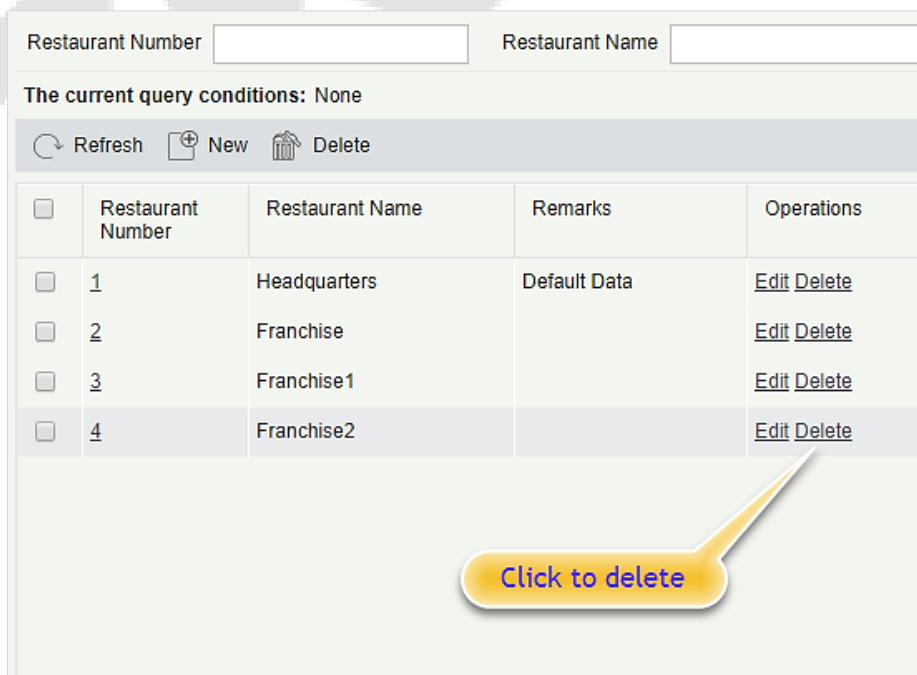 Restaurant Number Restaurant Name
The current query conditions: None
Refresh New Delete
Restaurant Number Restaurant Name Remarks Operations
1 Headquarters Default Data Edit Delete
2 Franchise Edit Delete
3 Franchise1 Edit Delete
4 Franchise2 Edit Delete
Click to delete